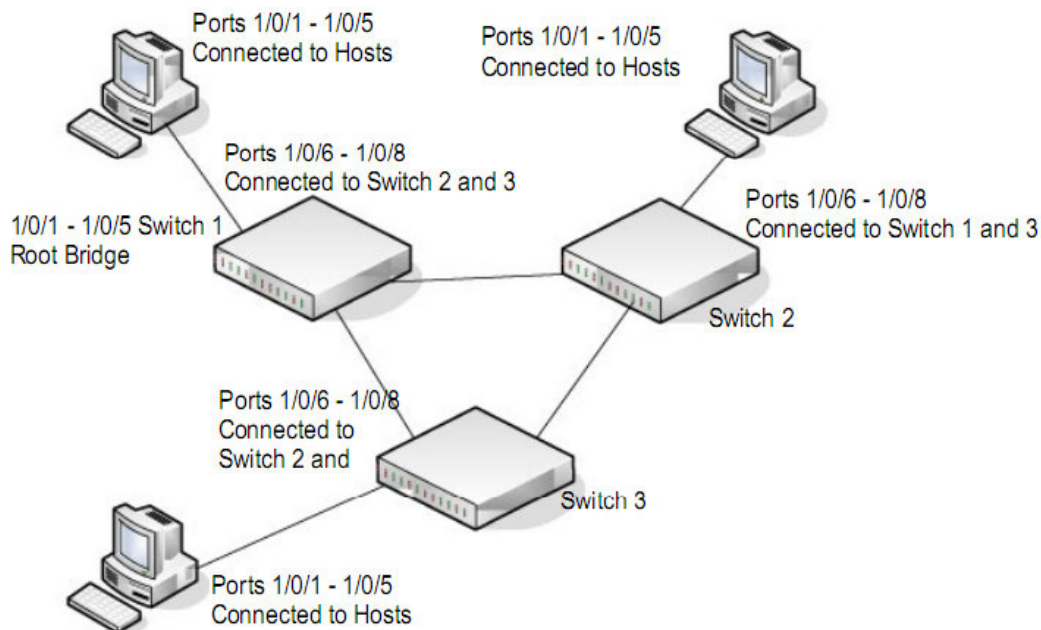 Ports 1/0/1 - 1/0/5
Connected to Hosts
Ports 1/0/1 - 1/0/5
Connected to Hosts
Ports 1/0/6 - 1/0/8
Connected to Switch 2 and 3
1/0/1 - 1/0/5 Switch 1
Root Bridge
Ports 1/0/6 - 1/0/8
Connected to Switch 1 and 3
Switch 2
Ports 1/0/6 - 1/0/8
Connected to
Switch 2 and
Switch 3
Ports 1/0/1 - 1/0/5
Connected to Hosts